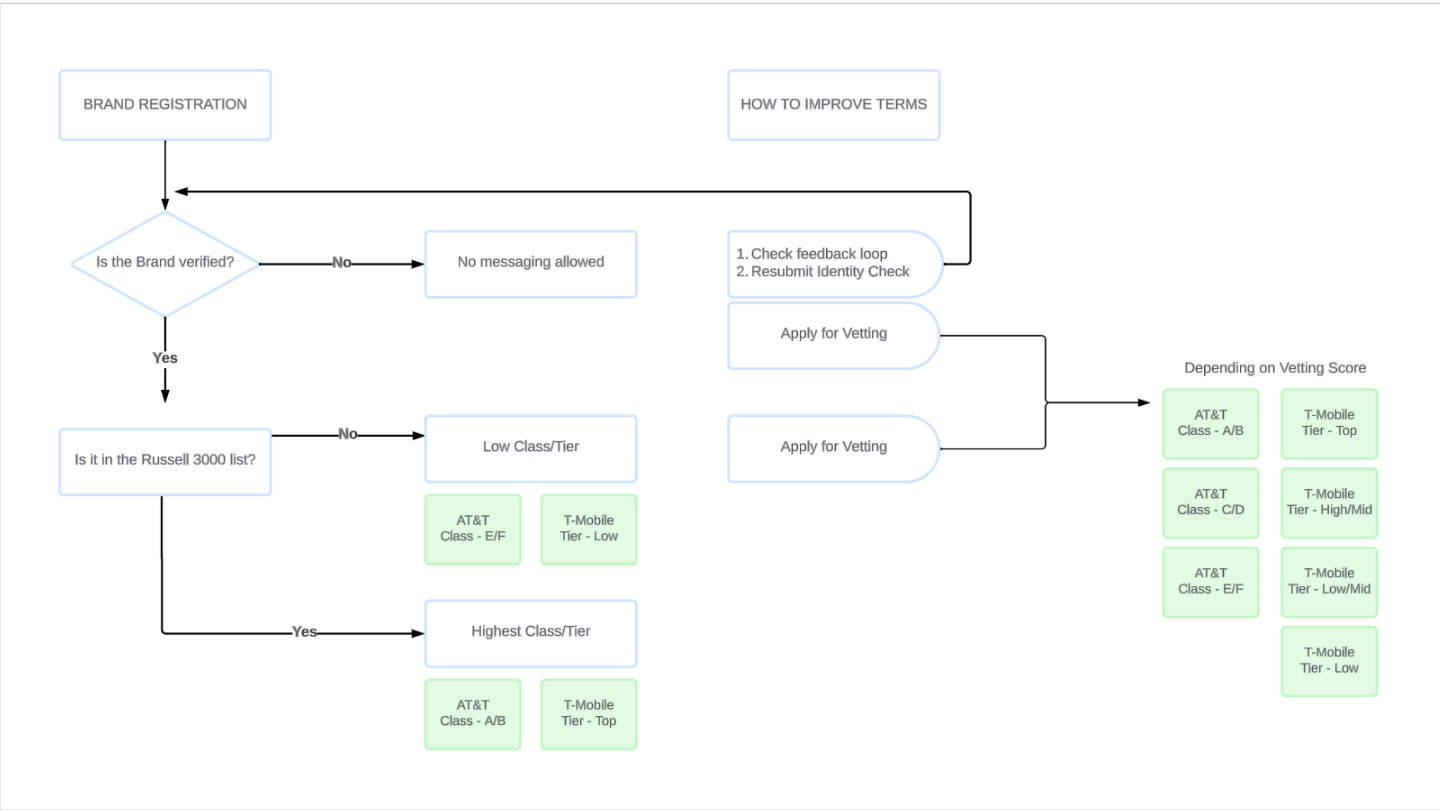 BRAND REGISTRATION
HOW TO IMPROVE TERMS
Is the Brand verified?
No
No messaging allowed
1. Check feedback loop
2. Resubmit Identity Check
Apply for Vetting
Yes
Depending on Vetting Score
Is it in the Russell 3000 list?
No
Low Class/Tier
Apply for Vetting
AT&T
Class - E/F
T-Mobile
Tier - Low
Yes
Highest Class/Tier
AT&T
Class - A/B
T-Mobile
Tier - Top
AT&T
Class - A/B
T-Mobile
Tier - Top
AT&T
Class - C/D
T-Mobile
Tier - High/Mid
AT&T
Class - E/F
T-Mobile
Tier - Low/Mid
T-Mobile
Tier - Low